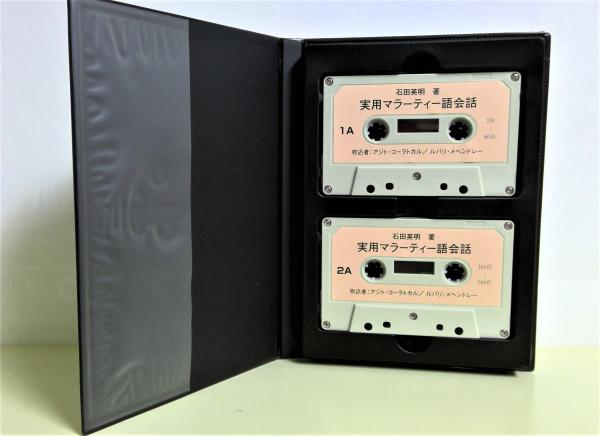 石田英明 著
実用マラーティー語会話
1A
吹込者:アジト・コーラトカル/ルパリ・メヘンドレー
石田英明 著
実用マラーティー語会話
2A
吹込者:アジト・コーラトカル/ルパリ・メヘンドレー